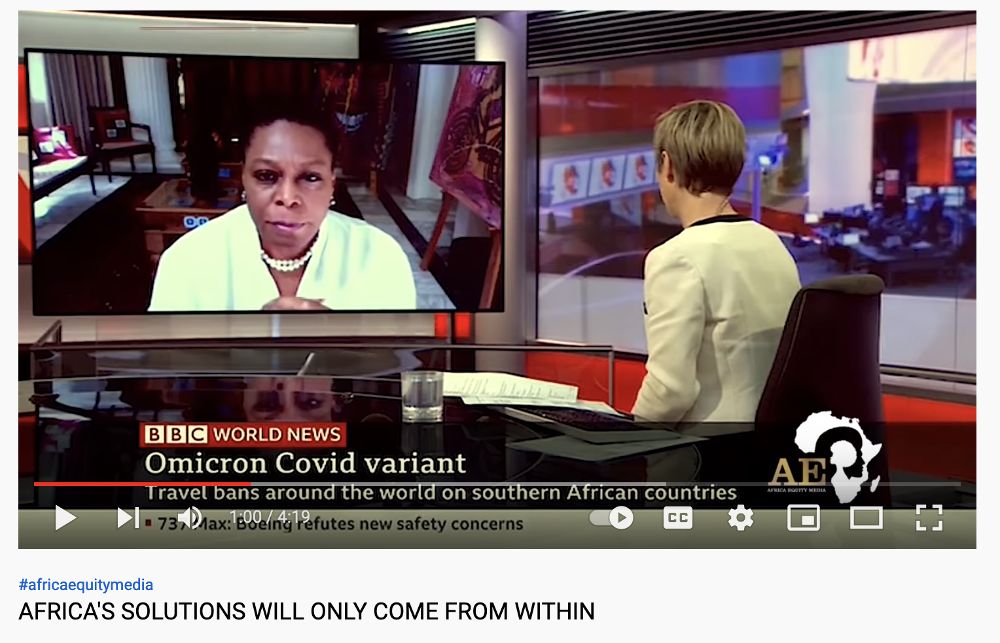 BBC WORLD NEWS
Omicron Covid variant
AE
AFRICA EQUITY MEDIA
Travel bans around the world on southern African countries
1:00 / 4:19
CC
737 Max: Boeing refutes new safety concerns
#africaequitymedia
AFRICA'S SOLUTIONS WILL ONLY COME FROM WITHIN